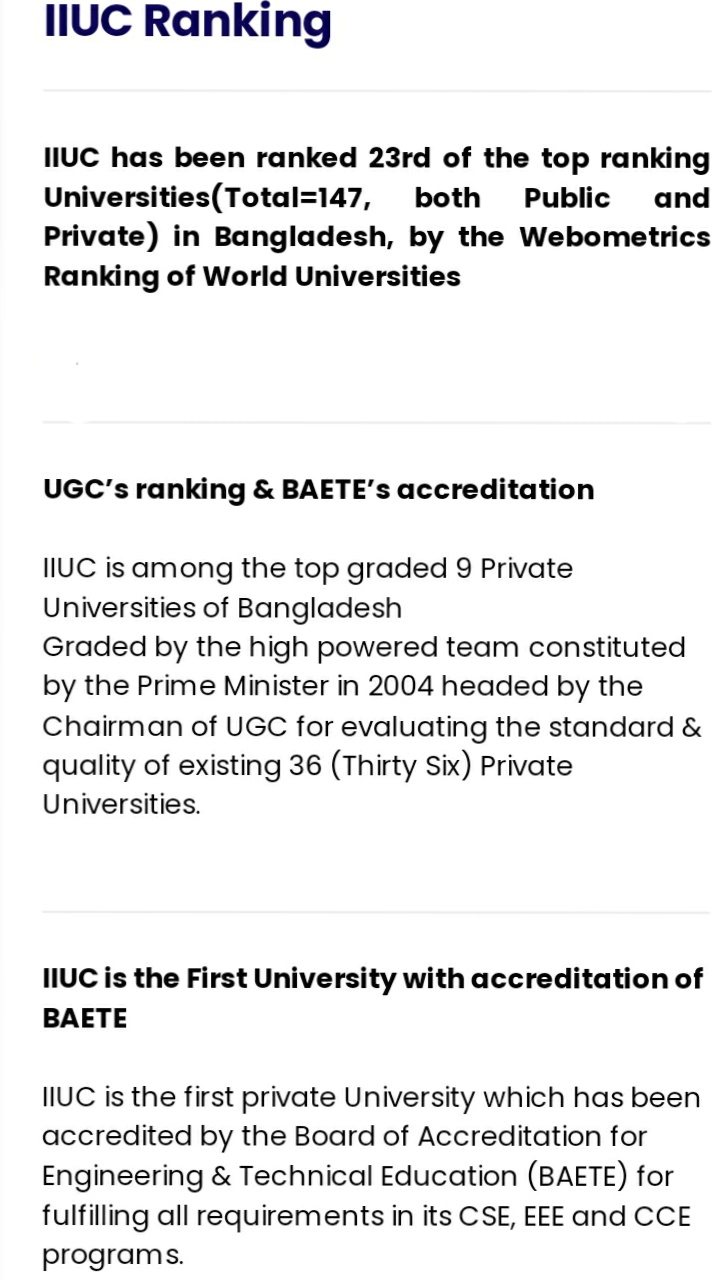 IIUC Ranking
IIUC has been ranked 23rd of the top ranking
Universities(Total=147, both Public and
Private) in Bangladesh, by the Webometrics
Ranking of World Universities
UGC’s ranking & BAETE’s accreditation
IIUC is among the top graded 9 Private
Universities of Bangladesh
Graded by the high powered team constituted
by the Prime Minister in 2004 headed by the
Chairman of UGC for evaluating the standard &
quality of existing 36 (Thirty Six) Private
Universities.
IIUC is the First University with accreditation of
BAETE
IIUC is the first private University which has been
accredited by the Board of Accreditation for
Engineering & Technical Education (BAETE) for
fulfilling all requirements in its CSE, EEE and CCE
programs.